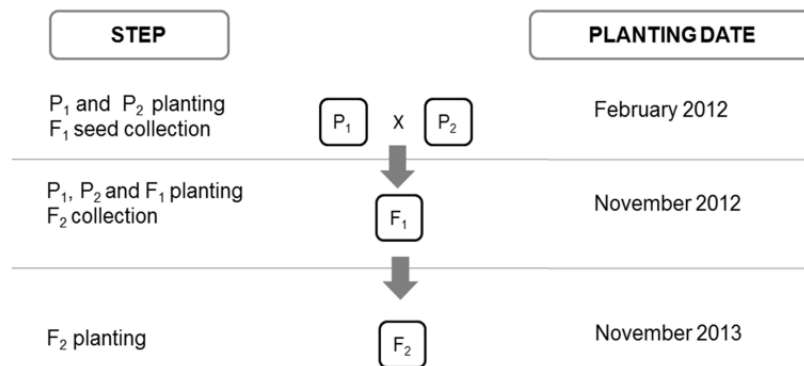 STEP
PLANTING DATE
P₁ and P₂ planting
F₁ seed collection
P₁ X P₂
February 2012
P₁, P₂ and F₁ planting
F₂ collection
F₁
November 2012
F₂ planting
F₂
November 2013